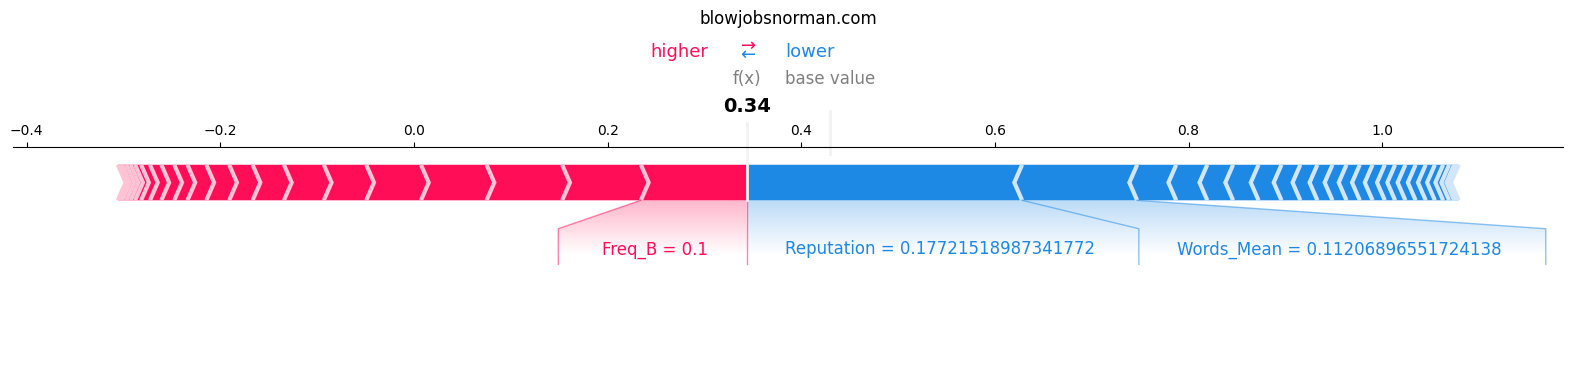 blowjobsnorman.com
higher → lower
←
f(x) base value
0.34
−0.4 −0.2 0.0 0.2 0.4 0.6 0.8 1.0
Freq_B = 0.1 Reputation = 0.17721518987341772 Words_Mean = 0.11206896551724138